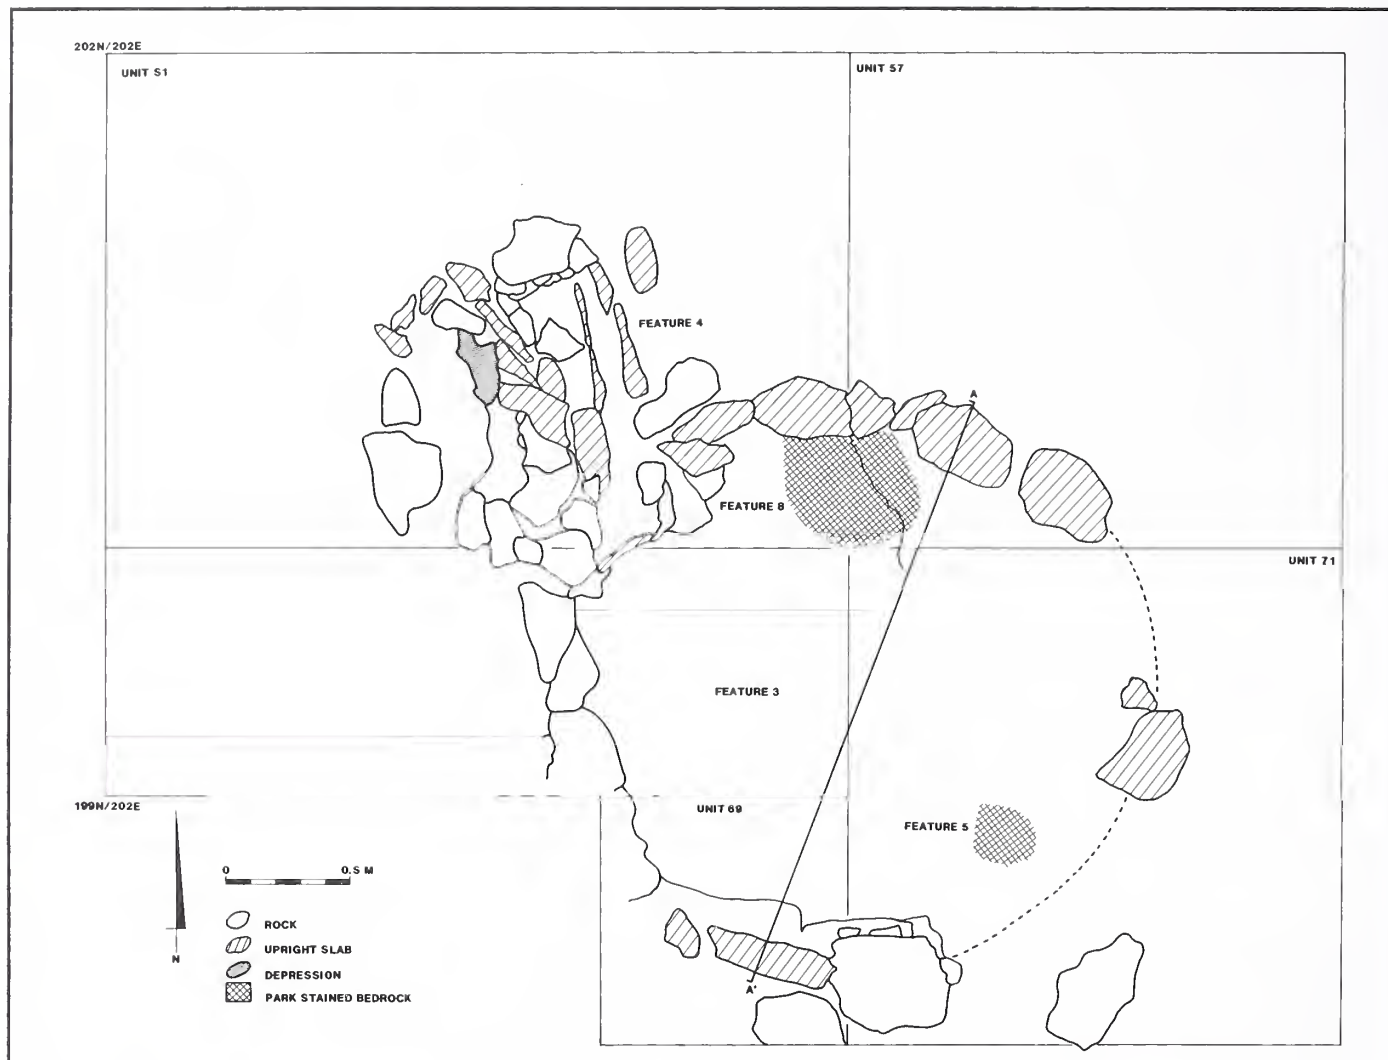 202N/202E
UNIT S1
UNIT 57
FEATURE 4
A
FEATURE 8
UNIT 71
FEATURE 3
199N/202E
UNIT 69
FEATURE 5
0 0.5 M
ROCK
UPRIGHT SLAB
N
DEPRESSION
A'
PARK STAINED BEDROCK